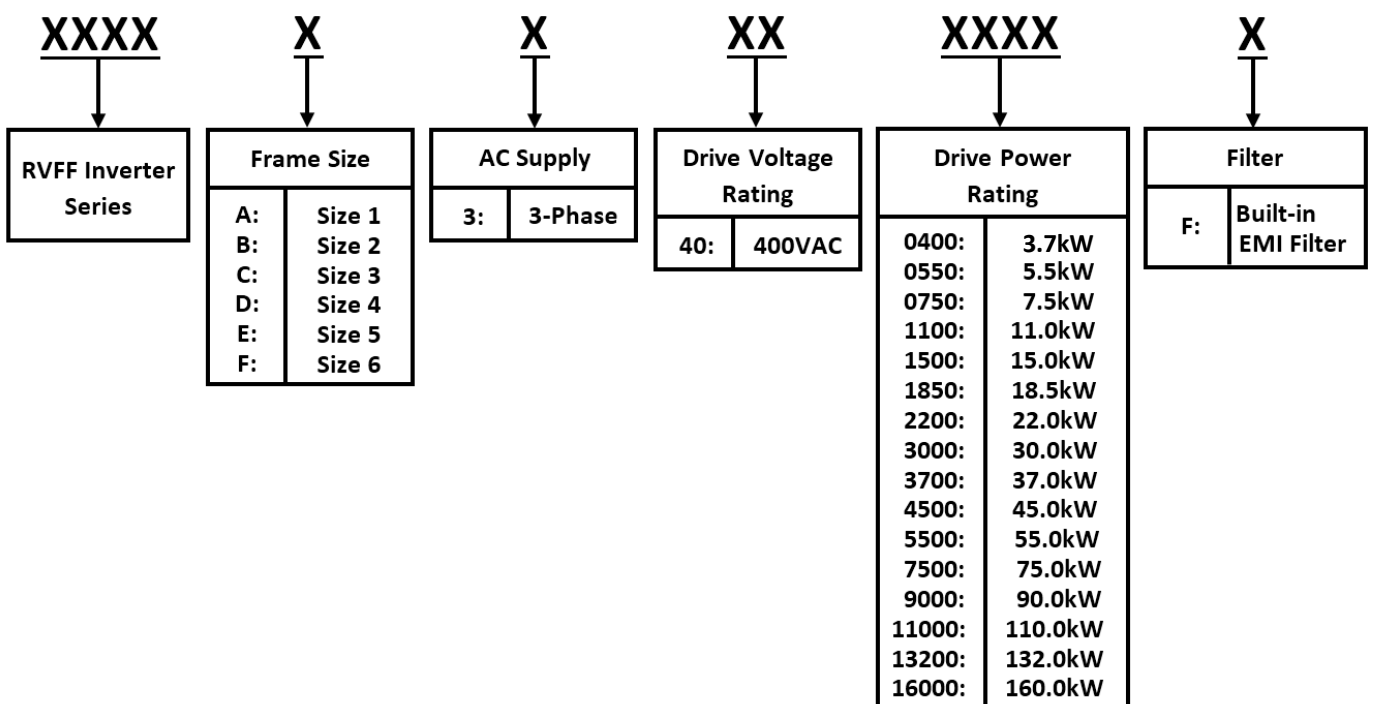 XXXX X X XX XXXX X
RVFF Inverter
Series
Frame Size
A: Size 1
B: Size 2
C: Size 3
D: Size 4
E: Size 5
F: Size 6
AC Supply
3: 3-Phase
Drive Voltage
Rating
40: 400VAC
Drive Power
Rating
0400: 3.7kW
0550: 5.5kW
0750: 7.5kW
1100: 11.0kW
1500: 15.0kW
1850: 18.5kW
2200: 22.0kW
3000: 30.0kW
3700: 37.0kW
4500: 45.0kW
5500: 55.0kW
7500: 75.0kW
9000: 90.0kW
11000: 110.0kW
13200: 132.0kW
16000: 160.0kW
Filter
F: Built-in
EMI Filter